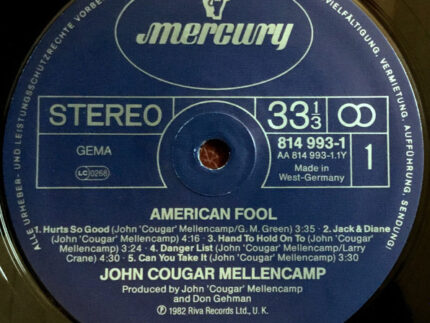 ALLE URHEBER- UND LEISTUNGSSCHUTZRECHTE VORBE
VIELFÄLTIGUNG, VERMIETUNG, AUFFÜHRUNG, SENDUNG!
mercury
STEREO
33 1/3
GEMA
LC 0268
814 993-1
AA 814 993-1.1Y
Made in
West-Germany
1
AMERICAN FOOL
1. Hurts So Good (John 'Cougar' Mellencamp/G. M. Green) 3:35 · 5. Jack & Diane
(John 'Cougar' Mellencamp) 4:16 · 3. Hand To Hold On To (John 'Cougar'
Mellencamp) 3:24 · 4. Danger List (John 'Cougar' Mellencamp/Larry
Crane) 4:30 · 5. Can You Take It (John 'Cougar' Mellencamp) 3:30
JOHN COUGAR MELLENCAMP
Produced by John 'Cougar' Mellencamp
and Don Gehman
℗ 1982 Riva Records Ltd., U. K.